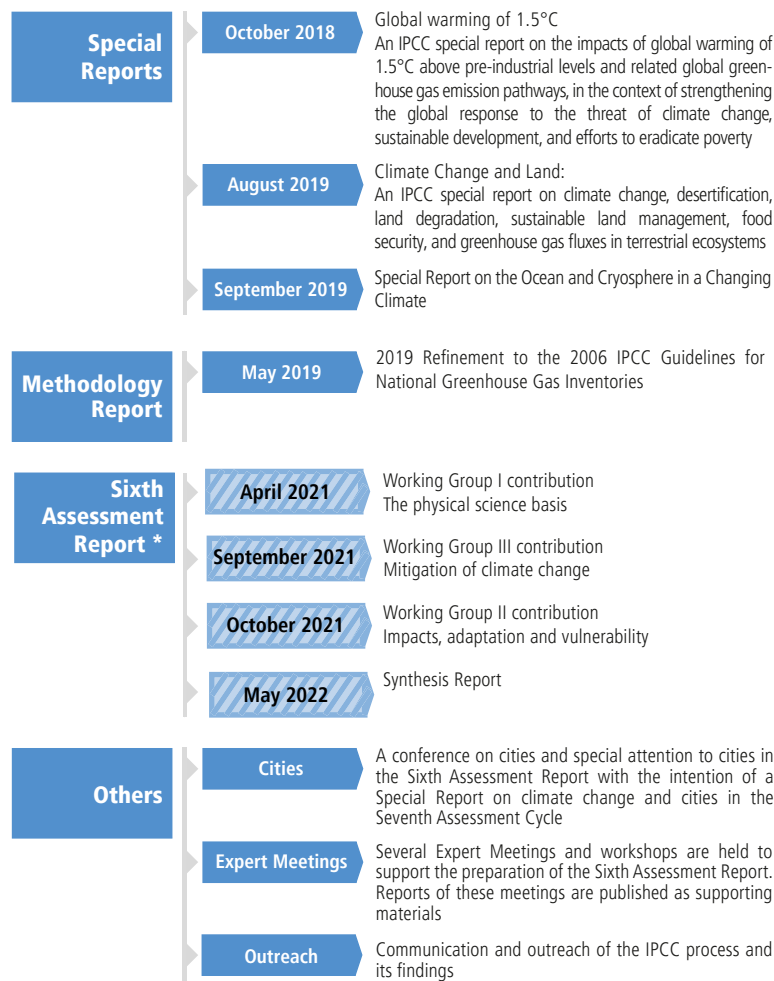 Special
Reports
October 2018
Global warming of 1.5°C
An IPCC special report on the impacts of global warming of
1.5°C above pre-industrial levels and related global green-
house gas emission pathways, in the context of strengthening
the global response to the threat of climate change,
sustainable development, and efforts to eradicate poverty
August 2019
Climate Change and Land:
An IPCC special report on climate change, desertification,
land degradation, sustainable land management, food
security, and greenhouse gas fluxes in terrestrial ecosystems
September 2019
Special Report on the Ocean and Cryosphere in a Changing
Climate
Methodology
Report
May 2019
2019 Refinement to the 2006 IPCC Guidelines for
National Greenhouse Gas Inventories
Sixth
Assessment
Report *
April 2021
Working Group I contribution
The physical science basis
September 2021
Working Group III contribution
Mitigation of climate change
October 2021
Working Group II contribution
Impacts, adaptation and vulnerability
May 2022
Synthesis Report
Others
Cities
A conference on cities and special attention to cities in
the Sixth Assessment Report with the intention of a
Special Report on climate change and cities in the
Seventh Assessment Cycle
Expert Meetings
Several Expert Meetings and workshops are held to
support the preparation of the Sixth Assessment Report.
Reports of these meetings are published as supporting
materials
Outreach
Communication and outreach of the IPCC process and
its findings